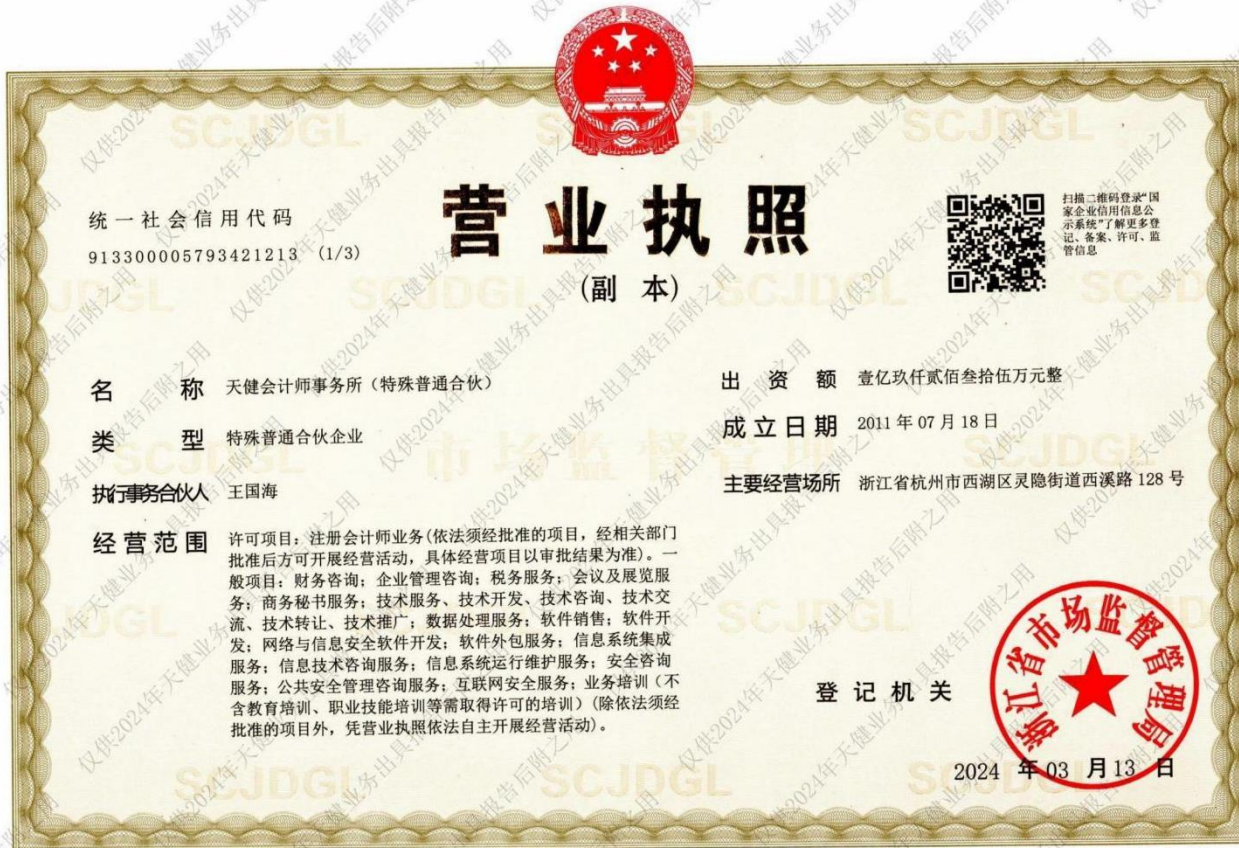 统一社会信用代码
913300005793421213 (1/3)
营业执照
(副 本)
扫描二维码登录“国
家企业信用信息公
示系统”了解更多登
记、备案、许可、监
管信息
名 称 天健会计师事务所（特殊普通合伙）
类 型 特殊普通合伙企业
执行事务合伙人 王国海
经营范围 许可项目：注册会计师业务(依法须经批准的项目，经相关部门
批准后方可开展经营活动，具体经营项目以审批结果为准)。一
般项目：财务咨询；企业管理咨询；税务服务；会议及展览服
务；商务秘书服务；技术服务、技术开发、技术咨询、技术交
流、技术转让、技术推广；数据处理服务；软件销售；软件开
发；网络与信息安全软件开发；软件外包服务；信息系统集成
服务；信息技术咨询服务；信息系统运行维护服务；安全咨询
服务；公共安全管理咨询服务；互联网安全服务；业务培训（不
含教育培训、职业技能培训等需取得许可的培训）(除依法须经
批准的项目外，凭营业执照依法自主开展经营活动)。
出 资 额 壹亿玖仟贰佰叁拾伍万元整
成立日期 2011 年 07 月 18 日
主要经营场所 浙江省杭州市西湖区灵隐街道西溪路 128 号
登记机关
浙江省市场监督管理局
2024 年 03 月 13 日
SCJDGL
市场监督管理
仅供2024年天健业务出具报告后附之用